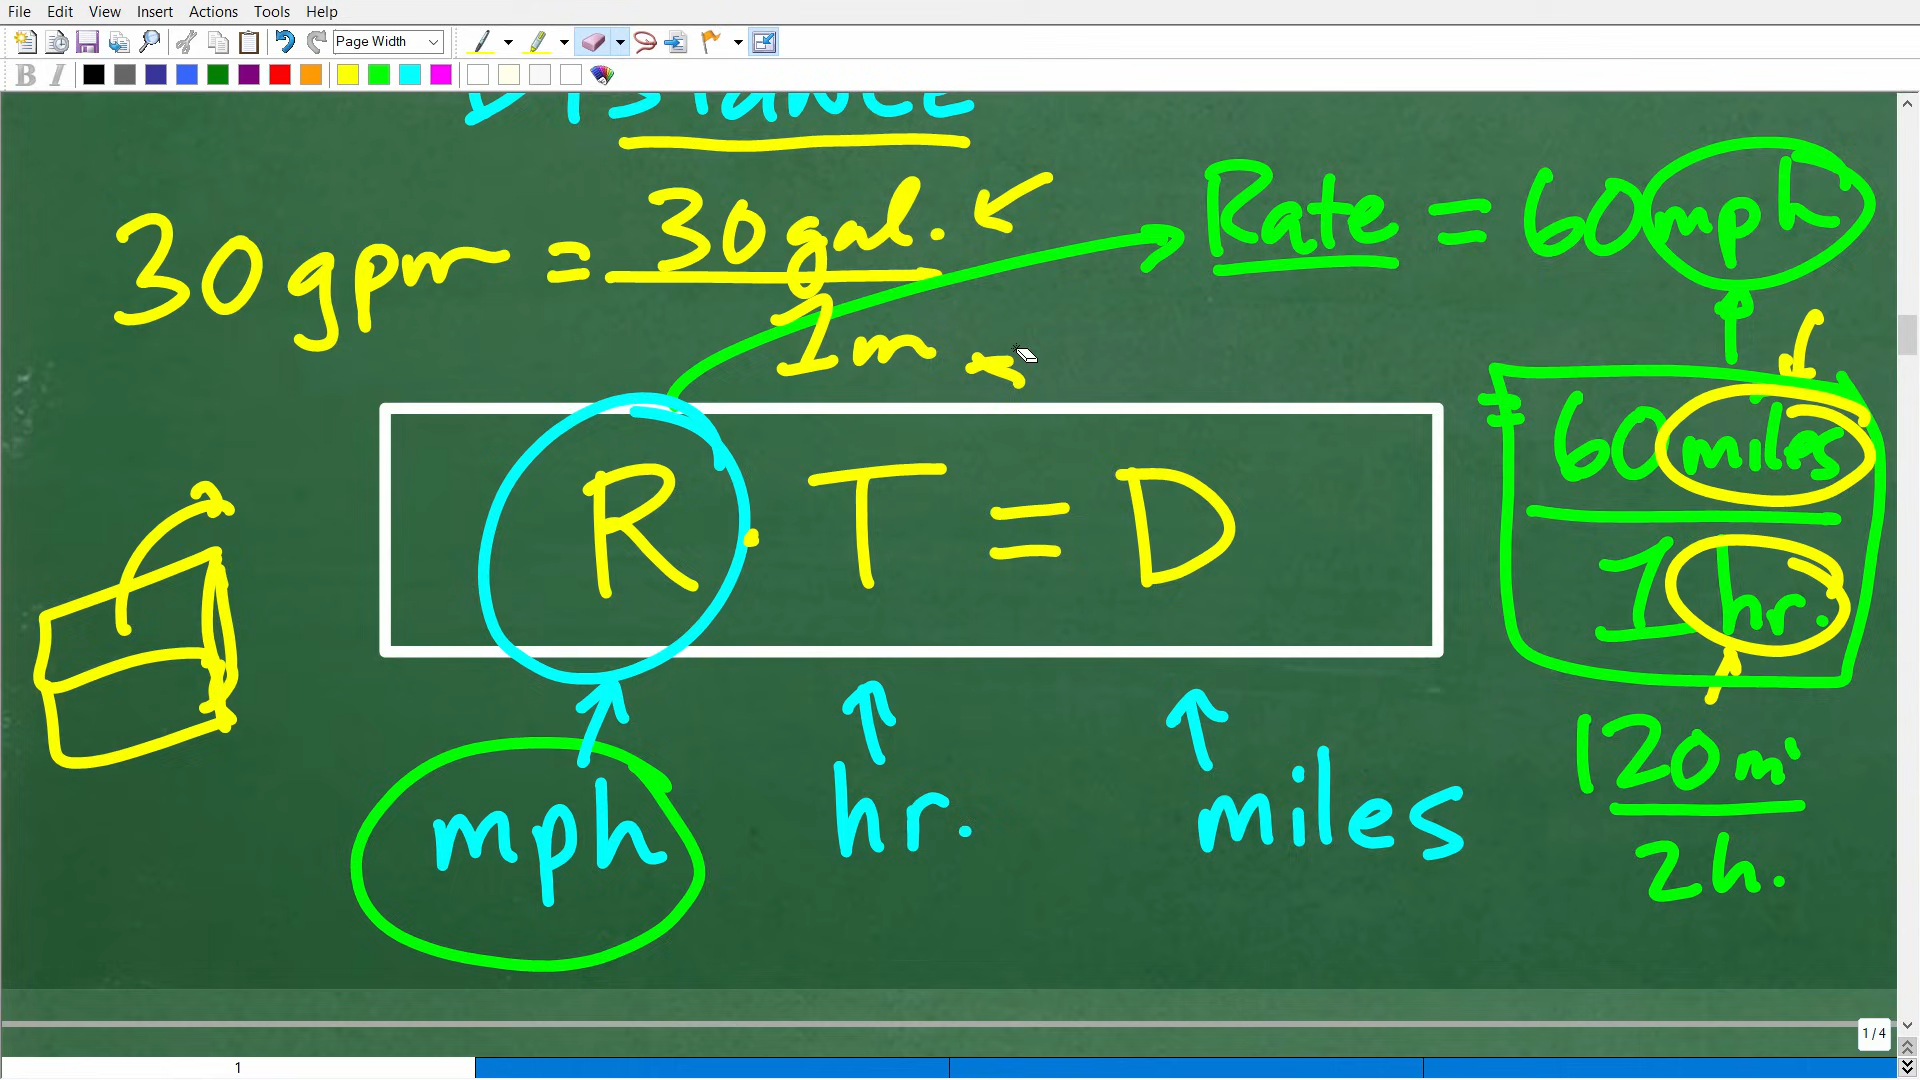 File Edit View Insert Actions Tools Help
Page Width
B I
Distance
30 gpm = 30 gal.
1 m
Rate = 60 mph
= 60 miles
1 hr.
R . T = D
mph hr. miles
120 mi
2 h.
1 / 4
1